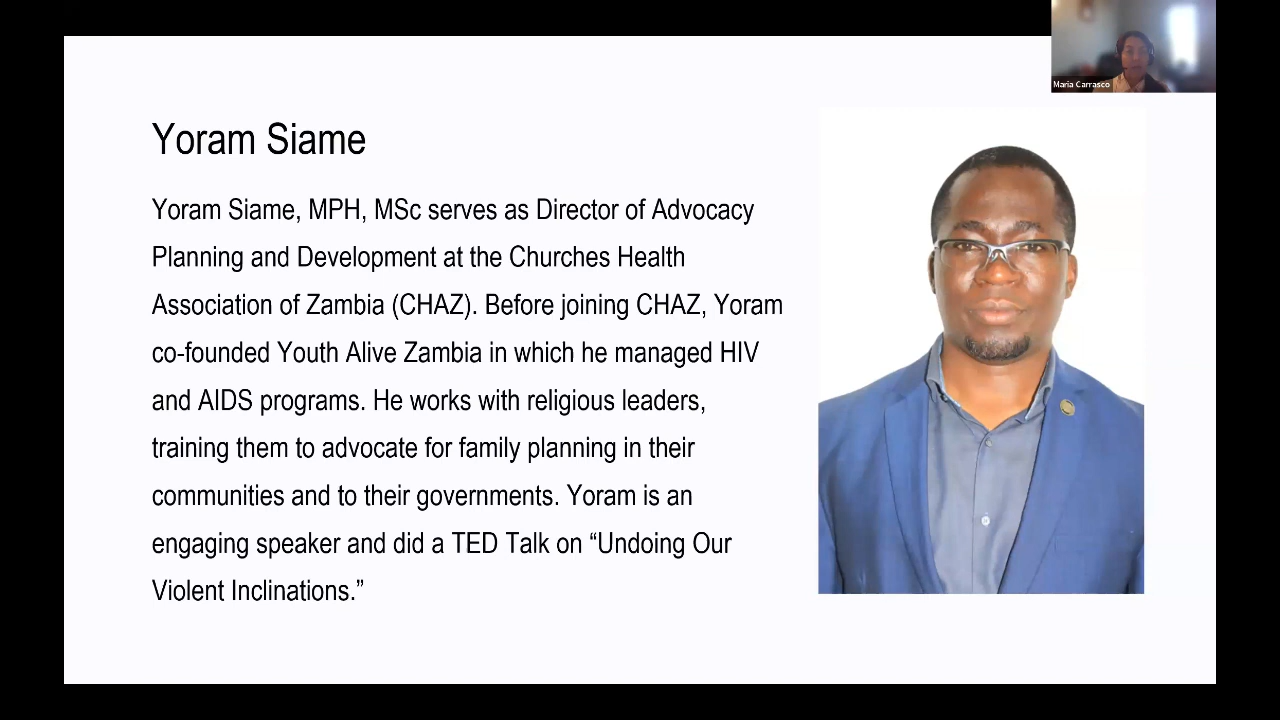 Maria Carrasco
Yoram Siame
Yoram Siame, MPH, MSc serves as Director of Advocacy
Planning and Development at the Churches Health
Association of Zambia (CHAZ). Before joining CHAZ, Yoram
co-founded Youth Alive Zambia in which he managed HIV
and AIDS programs. He works with religious leaders,
training them to advocate for family planning in their
communities and to their governments. Yoram is an
engaging speaker and did a TED Talk on “Undoing Our
Violent Inclinations.”